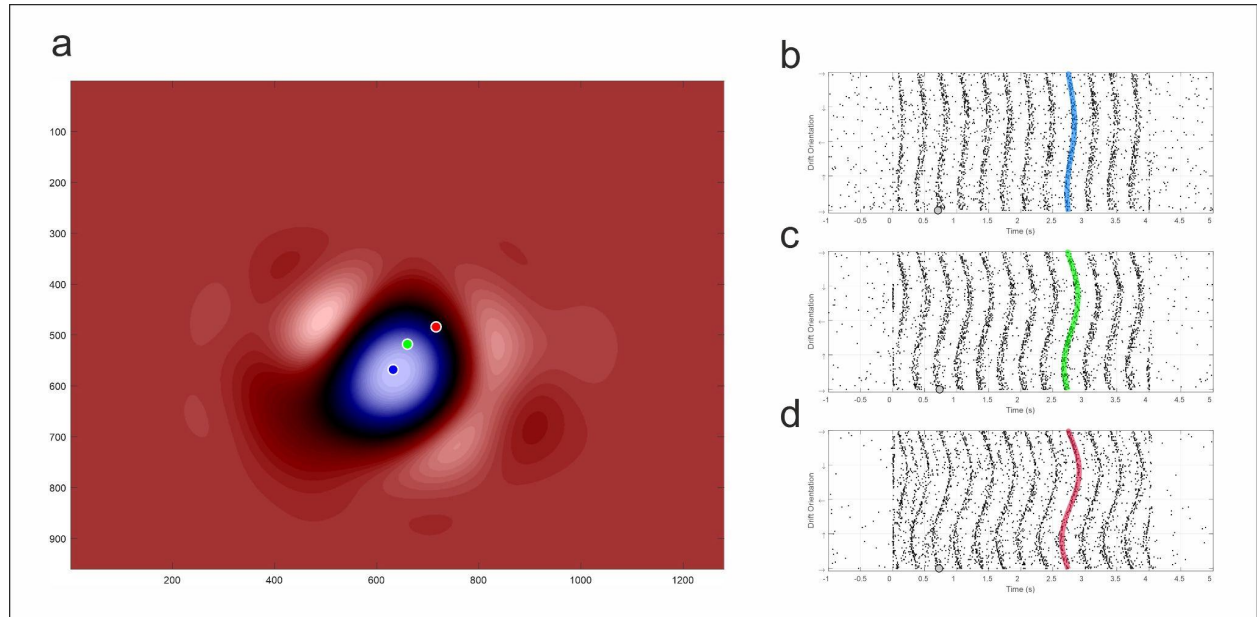 a
100
200
300
400
500
600
700
800
900
200 400 600 800 1000 1200
b
Drift Orientation
→
↑
←
↓
→
-1 -0.5 0 0.5 1 1.5 2 2.5 3 3.5 4 4.5 5
Time (s)
c
Drift Orientation
-1 -0.5 0 0.5 1 1.5 2 2.5 3 3.5 4 4.5 5
Time (s)
d
Drift Orientation
-1 -0.5 0 0.5 1 1.5 2 2.5 3 3.5 4 4.5 5
Time (s)